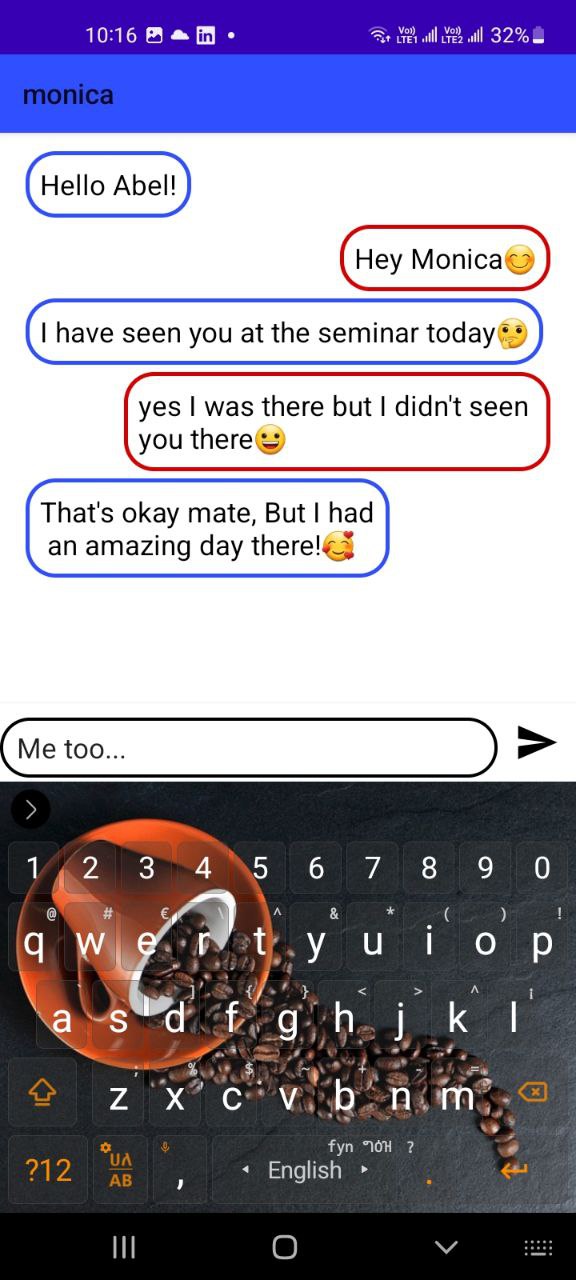 10:16 in Vo) LTE1 Vo) LTE2 32%
monica
Hello Abel!
Hey Monica😊
I have seen you at the seminar today🤔
yes I was there but I didn't seen
you there😀
That's okay mate, But I had
an amazing day there!🥰
Me too...
1 2 3 4 5 6 7 8 9 0
@ # € \ ^ & * ( ) !
q w e r t y u i o p
] { } < > ^ ¡
a s d f g h j k l
; % $ ~ + - =
z x c v b n m
fyn ?
?12 AB , English .